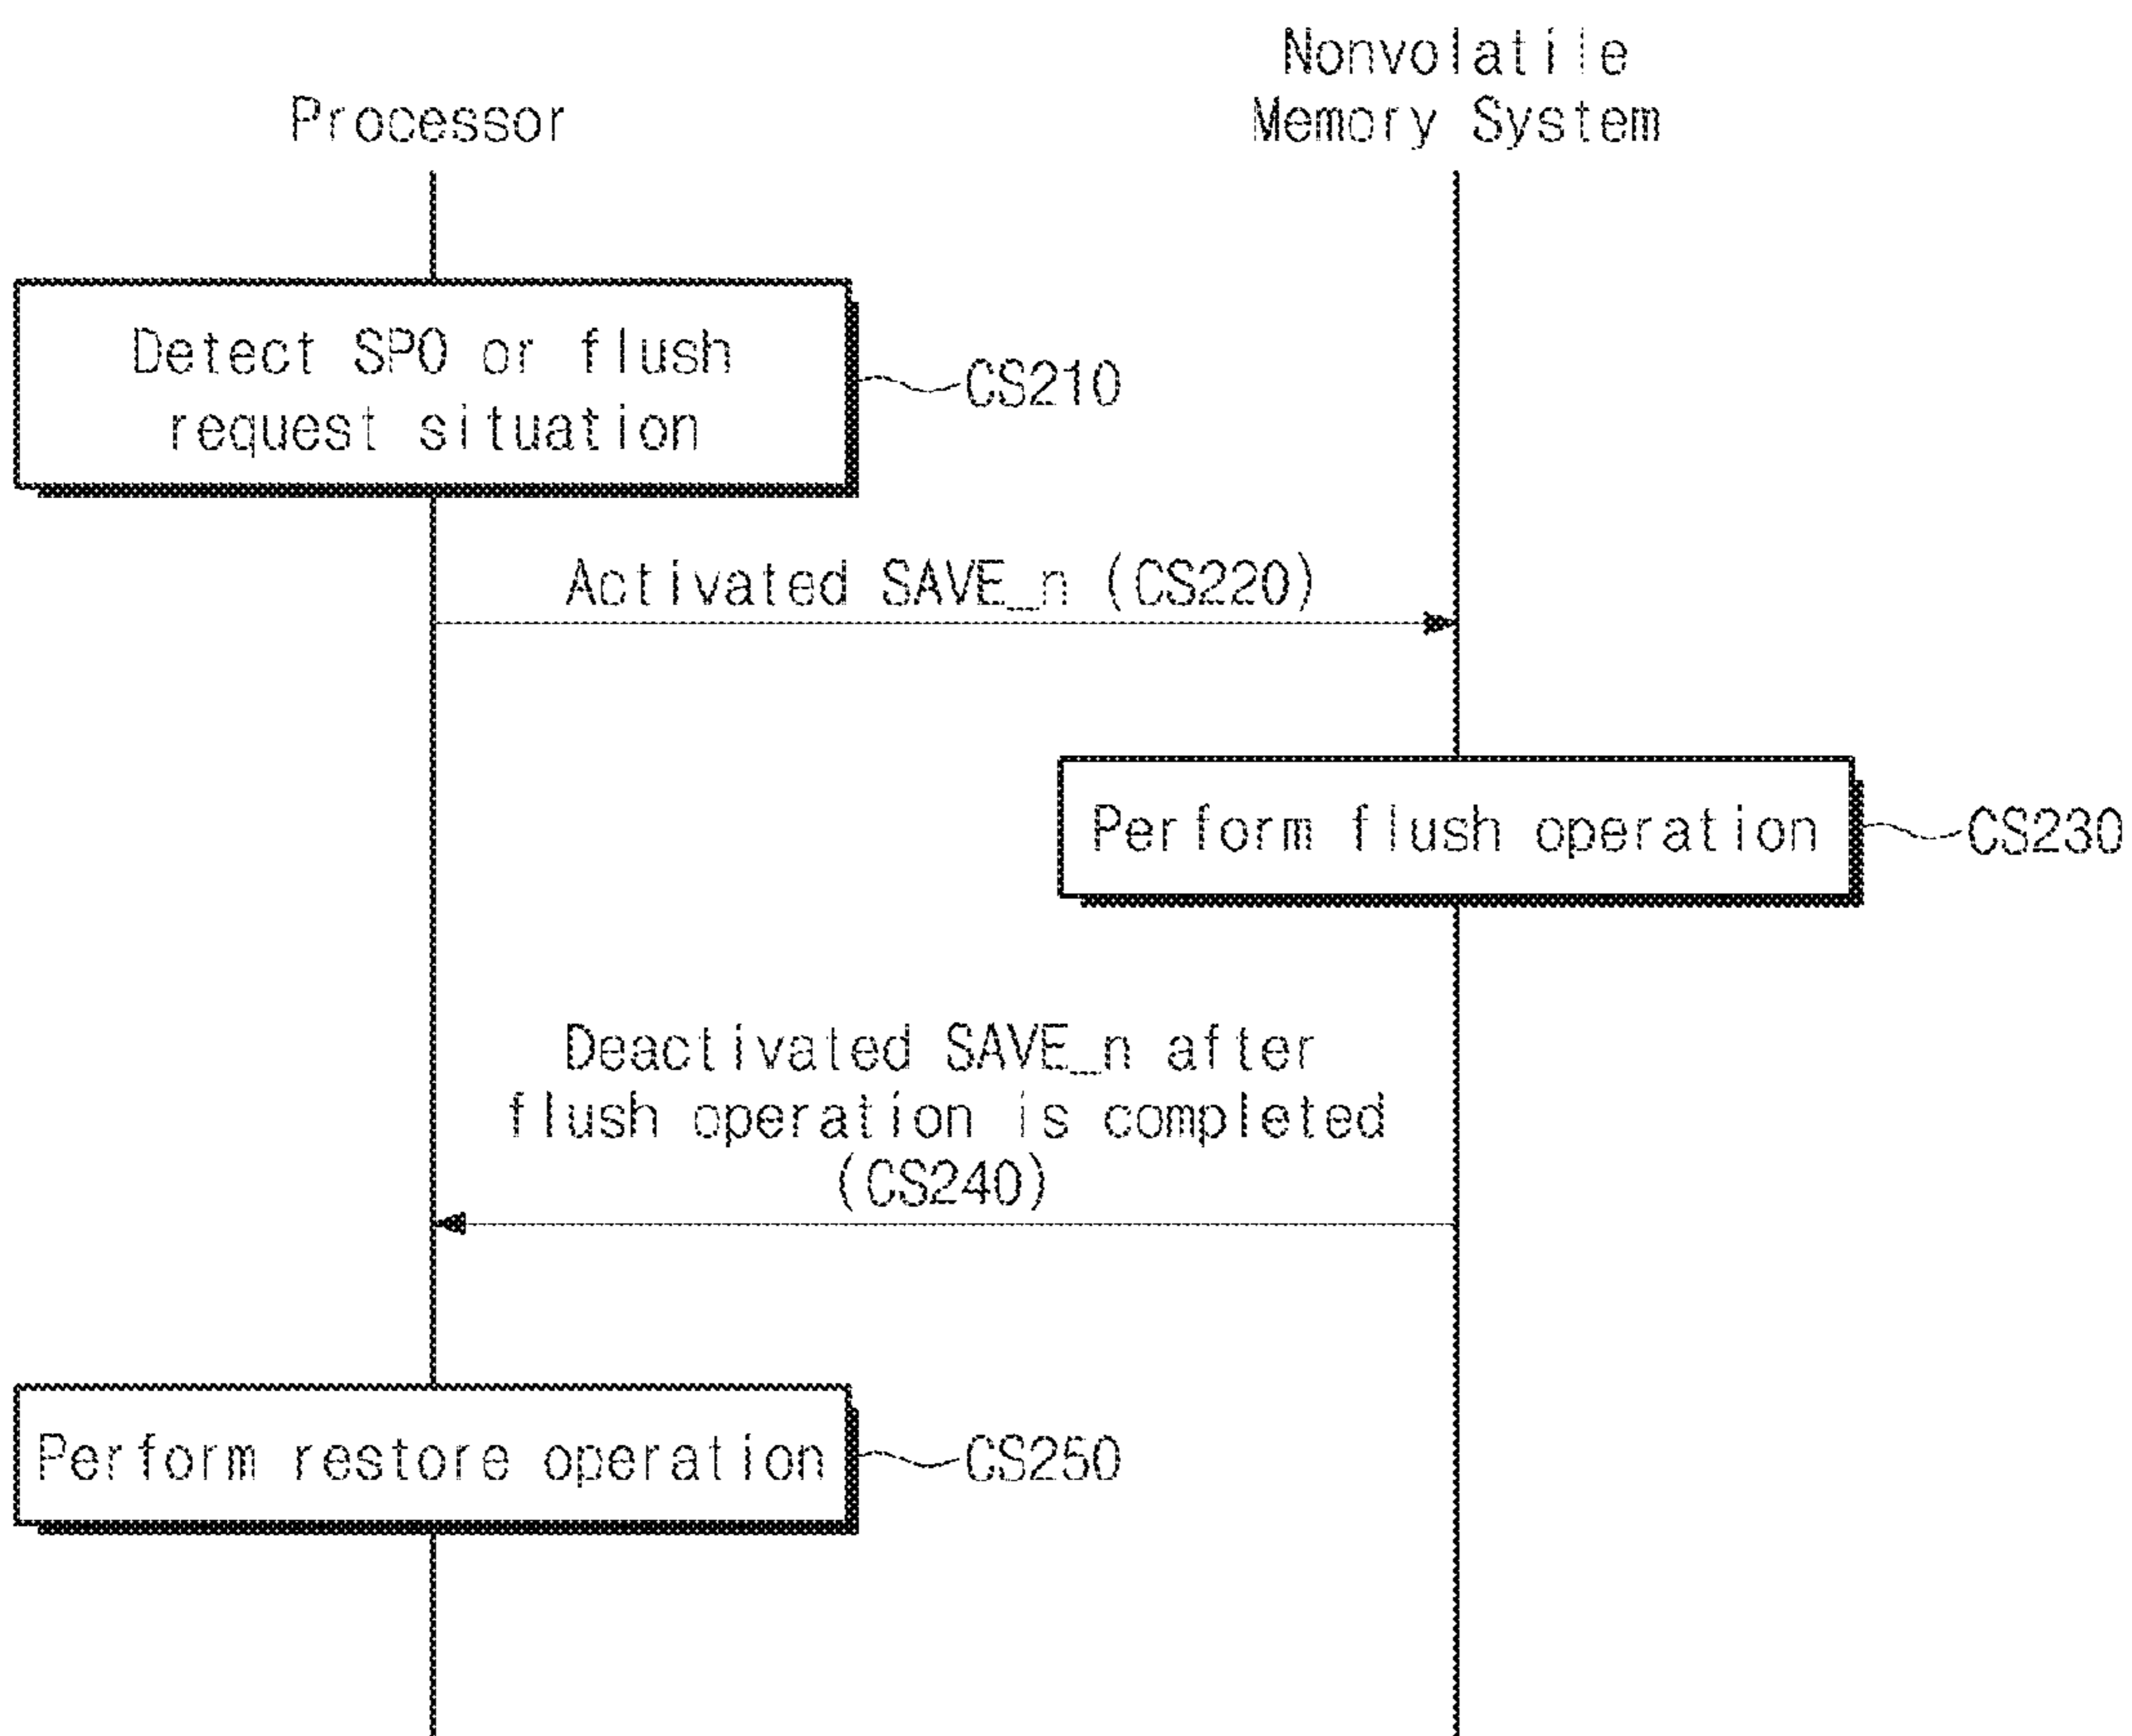 Processor
Nonvolatile
Memory System
Detect SPO or flush
request situation
CS210
Activated SAVE_n (CS220)
Perform flush operation
CS230
Deactivated SAVE_n after
flush operation is completed
(CS240)
Perform restore operation
CS250